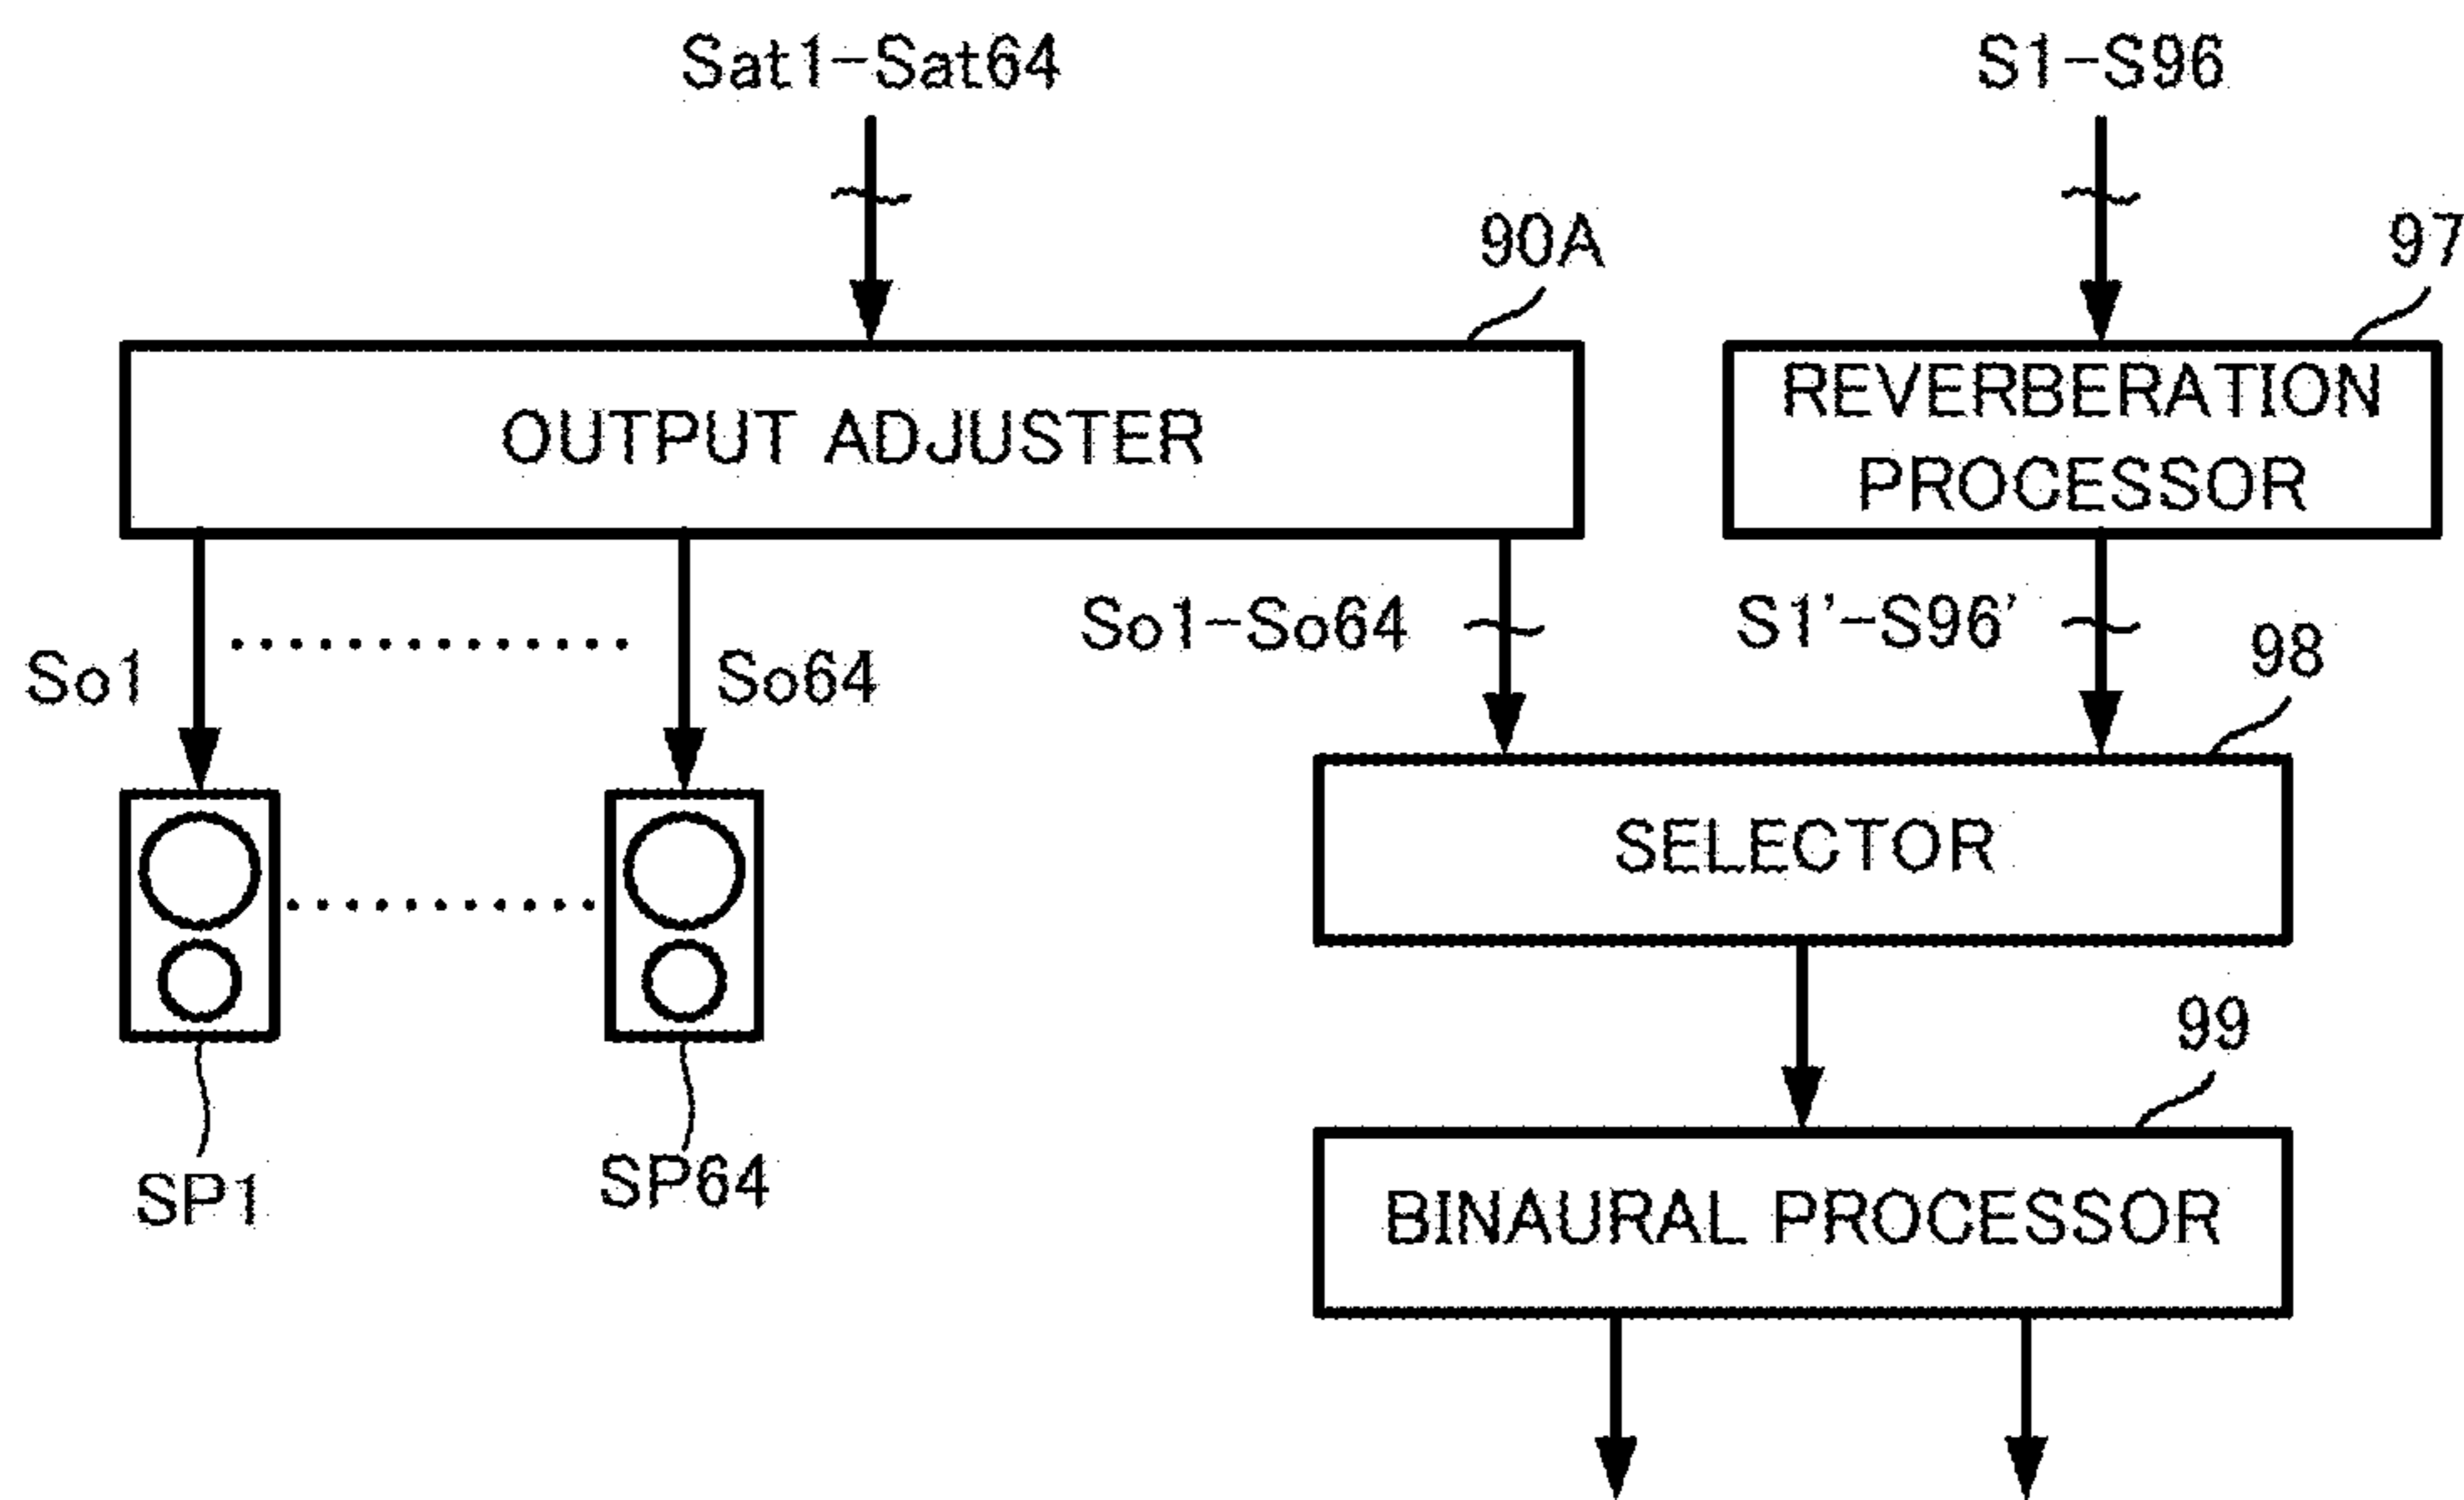 Sat1-Sat64
S1-S96
90A
97
OUTPUT ADJUSTER
REVERBERATION
PROCESSOR
So1
So64
So1-So64
S1'-S96'
98
SELECTOR
99
SP1
SP64
BINAURAL PROCESSOR